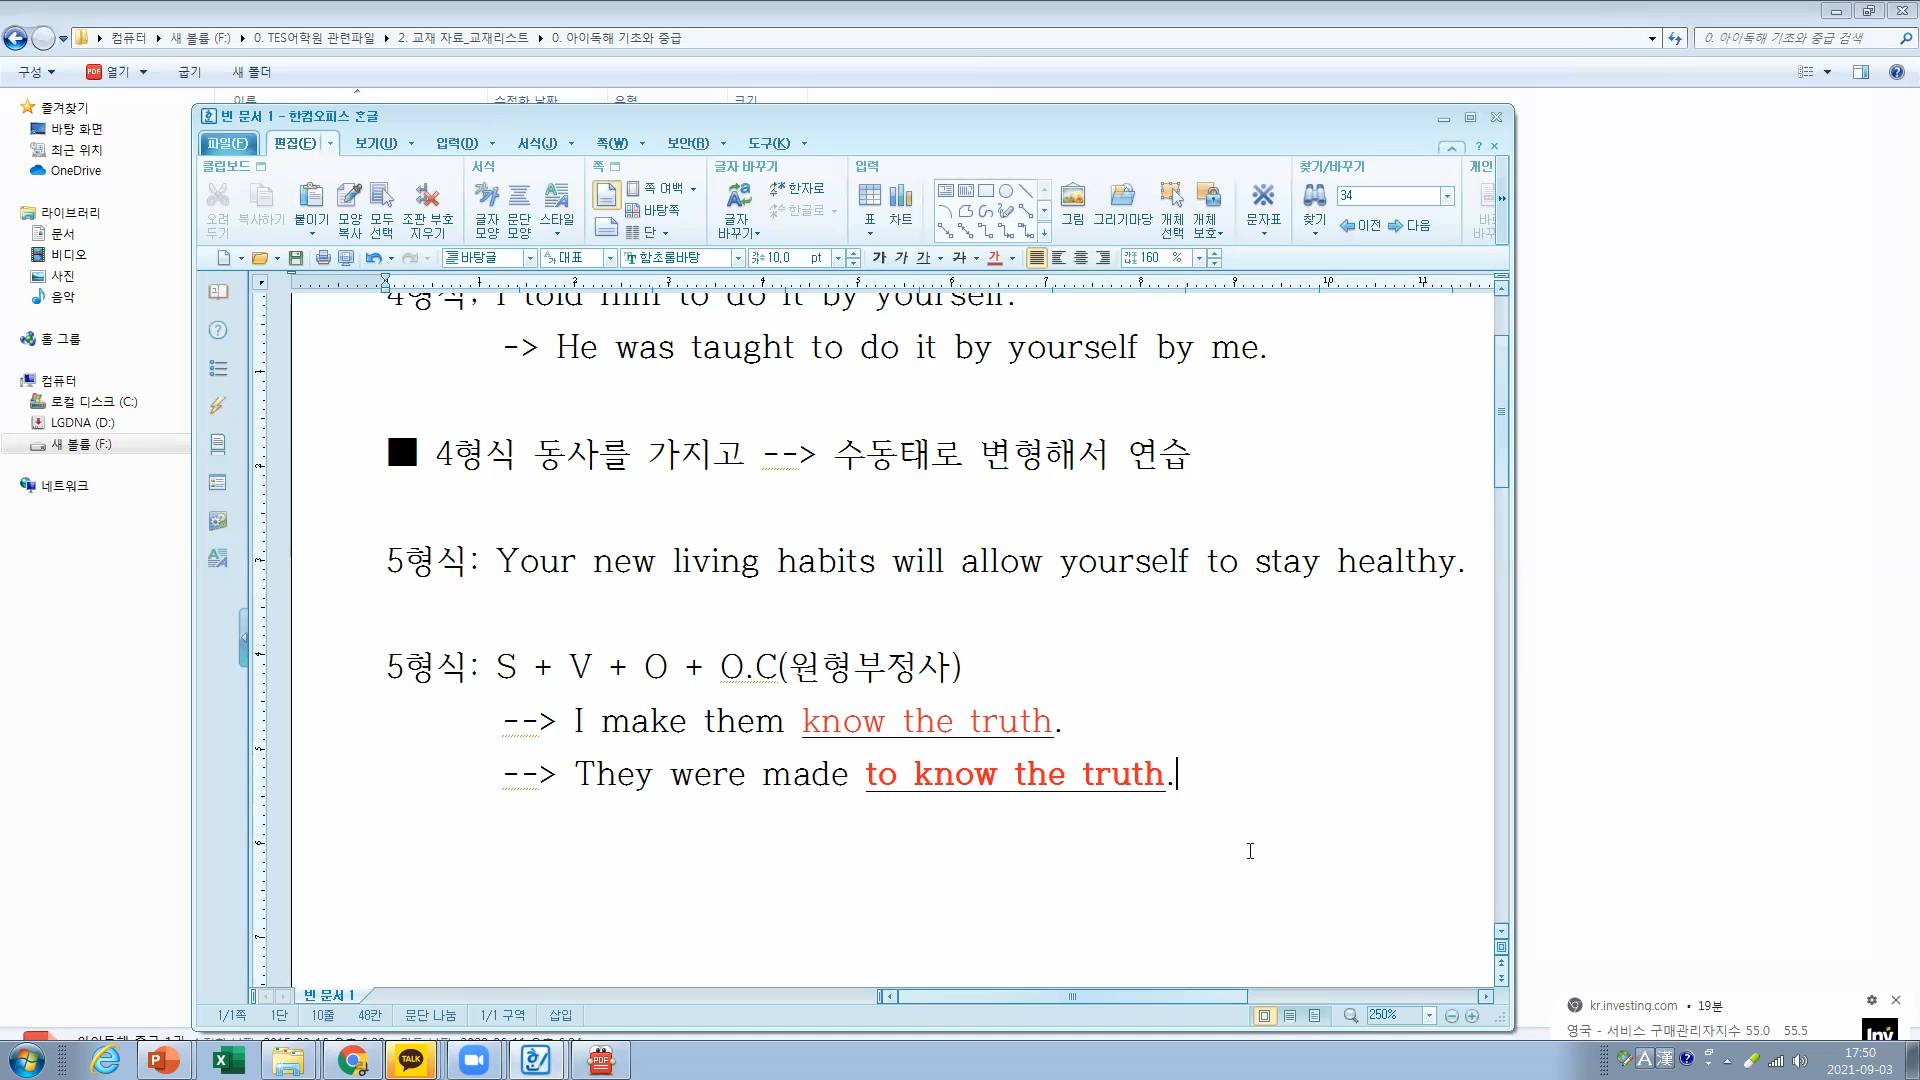 컴퓨터 ▸ 새 볼륨 (F:) ▸ 0. TES어학원 관련파일 ▸ 2. 교재 자료_교재리스트 ▸ 0. 아이독해 기초와 중급
0. 아이독해 기초와 중급 검색
구성 열기 굽기 새 폴더
이름 수정한 날짜 유형 크기
즐겨찾기
바탕 화면
최근 위치
OneDrive
라이브러리
문서
비디오
사진
음악
홈 그룹
컴퓨터
로컬 디스크 (C:)
LGDNA (D:)
새 볼륨 (F:)
네트워크
빈 문서 1 - 한컴오피스 한글
파일(F) 편집(E) 보기(U) 입력(D) 서식(J) 쪽(W) 보안(R) 도구(K)
클립보드 서식 쪽 글자 바꾸기 입력 찾기/바꾸기 개인
오려 두기 복사하기 붙이기 모양 복사 모두 선택 조판 부호 지우기
글자 모양 문단 모양 스타일
쪽 여백 바탕쪽 단
글자 바꾸기 한자로 한글로
표 차트 그림 그리기마당 개체 선택 개체 보호 문자표
찾기 34 이전 다음
바탕글 대표 함초롬바탕 10.0 pt 가 가 가 가 가 160 %
4형식; I told him to do it by yourself.
-> He was taught to do it by yourself by me.
■ 4형식 동사를 가지고 --> 수동태로 변형해서 연습
5형식: Your new living habits will allow yourself to stay healthy.
5형식: S + V + O + O.C(원형부정사)
--> I make them know the truth.
--> They were made to know the truth.
빈 문서 1
1/1쪽 1단 10줄 48칸 문단 나눔 1/1 구역 삽입 250%
kr.investing.com • 19분
영국 - 서비스 구매관리자지수 55.0 55.5
Inv
TALK
PDF
A 漢
17:50
2021-09-03